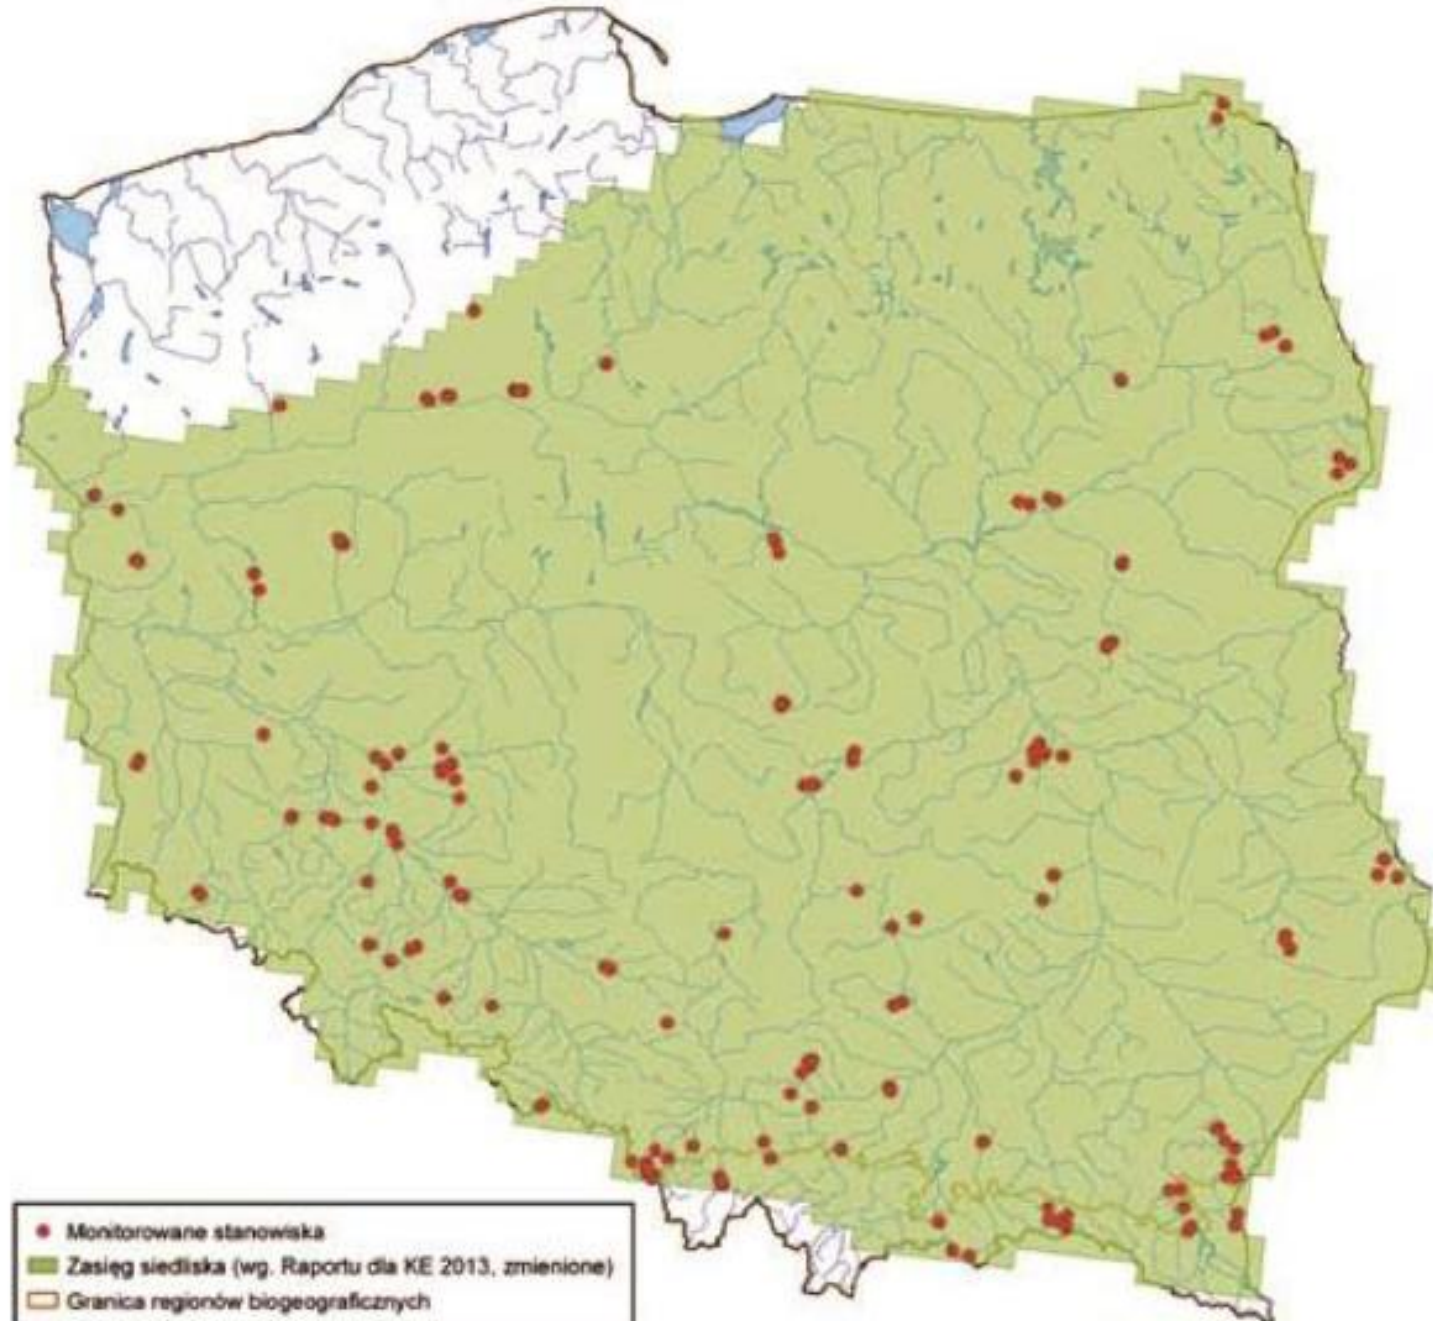 Monitorowane stanowiska
Zasięg siedliska (wg. Raportu dla KE 2013, zmienione)
Granica regionów biogeograficznych